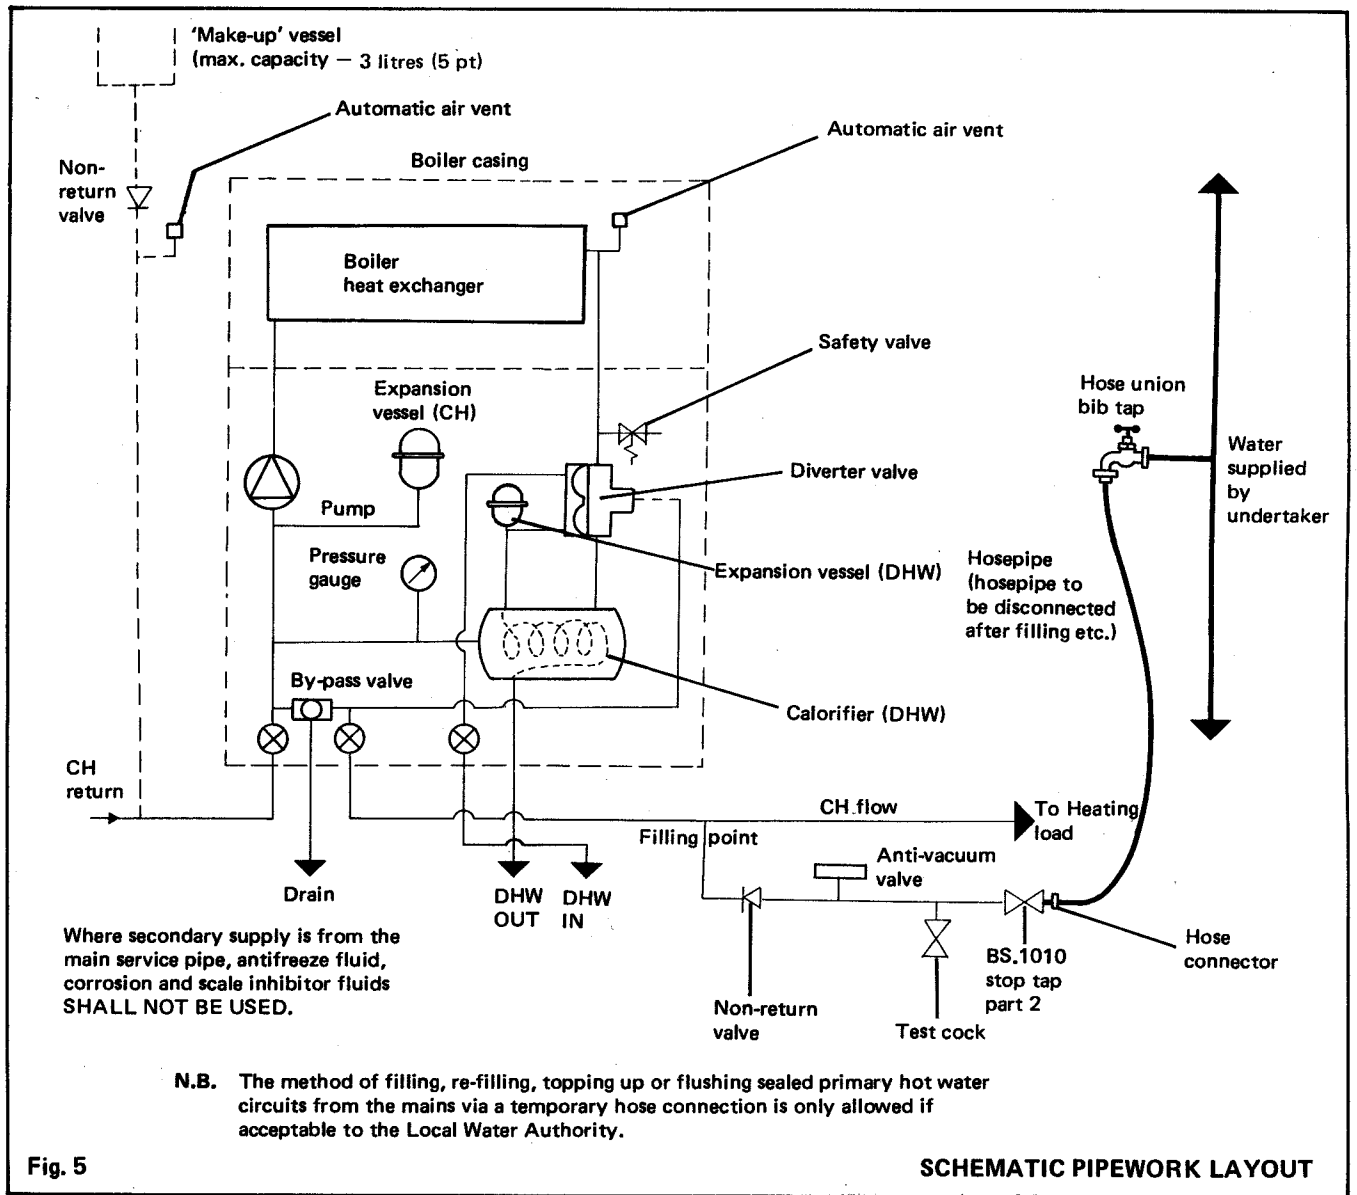 'Make-up' vessel
(max. capacity — 3 litres (5 pt)
Automatic air vent
Automatic air vent
Boiler casing
Non-
return
valve
Boiler
heat exchanger
Safety valve
Expansion
vessel (CH)
Hose union
bib tap
Water
supplied
by
undertaker
Diverter valve
Pump
Pressure
gauge
Expansion vessel (DHW)
Hosepipe
(hosepipe to
be disconnected
after filling etc.)
By-pass valve
Calorifier (DHW)
CH
return
CH.flow
To Heating
load
Filling point
Anti-vacuum
valve
Drain
DHW
OUT
DHW
IN
Hose
connector
BS.1010
stop tap
part 2
Non-return
valve
Test cock
Where secondary supply is from the
main service pipe, antifreeze fluid,
corrosion and scale inhibitor fluids
SHALL NOT BE USED.
N.B. The method of filling, re-filling, topping up or flushing sealed primary hot water
circuits from the mains via a temporary hose connection is only allowed if
acceptable to the Local Water Authority.
Fig. 5
SCHEMATIC PIPEWORK LAYOUT